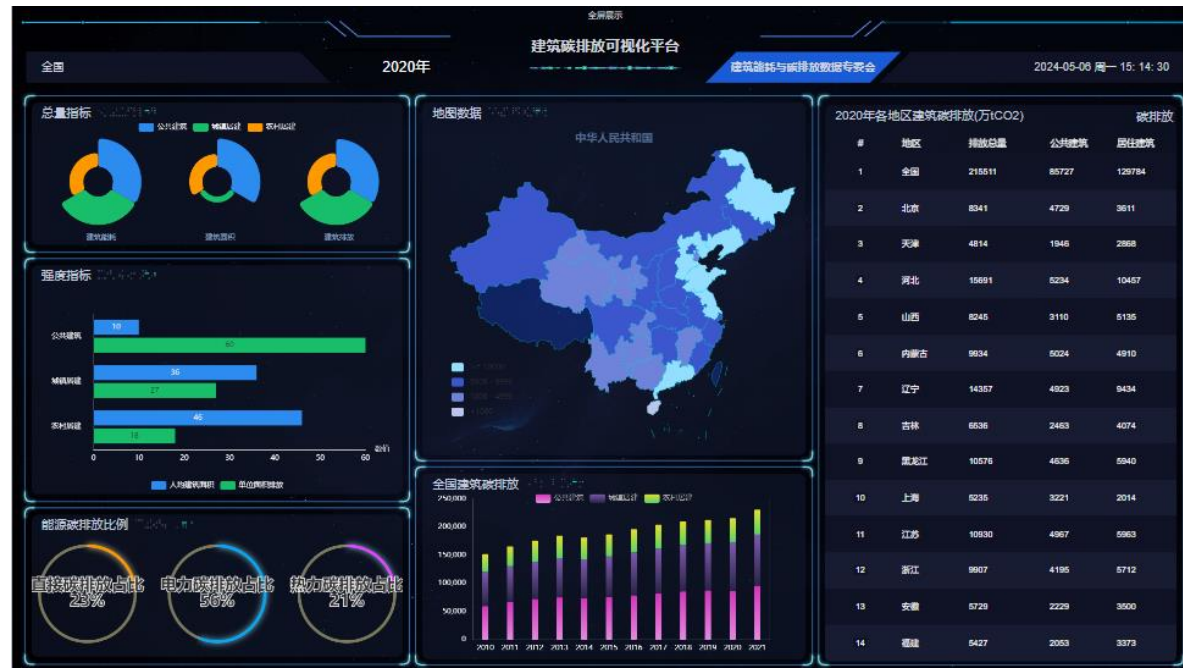 全屏展示
建筑碳排放可视化平台
全国
2020年
建筑能耗与碳排放数据专委会
2024-05-06 周一 15: 14: 30
总量指标
公共建筑 城镇居建 农村居建
建筑能耗 建筑面积 建筑排放
强度指标
公共建筑 10
60
城镇居建 36
27
农村居建 46
18
0 10 20 30 40 50 60
人均建筑面积 单位面积排放
能源碳排放比例
直接碳排放占比
23%
电力碳排放占比
56%
热力碳排放占比
21%
地图数据
中华人民共和国
全国建筑碳排放
公共建筑 城镇居建 农村居建
250,000
200,000
150,000
100,000
50,000
0
2010 2011 2012 2013 2014 2015 2016 2017 2018 2019 2020 2021
2020年各地区建筑碳排放(万tCO2) 碳排放
# 地区 排放总量 公共建筑 居住建筑
1 全国 215511 85727 129784
2 北京 8341 4729 3611
3 天津 4814 1946 2868
4 河北 15691 5234 10457
5 山西 8245 3110 5135
6 内蒙古 9934 5024 4910
7 辽宁 14357 4923 9434
8 吉林 6536 2463 4074
9 黑龙江 10576 4636 5940
10 上海 5235 3221 2014
11 江苏 10930 4967 5963
12 浙江 9907 4195 5712
13 安徽 5729 2229 3500
14 福建 5427 2053 3373